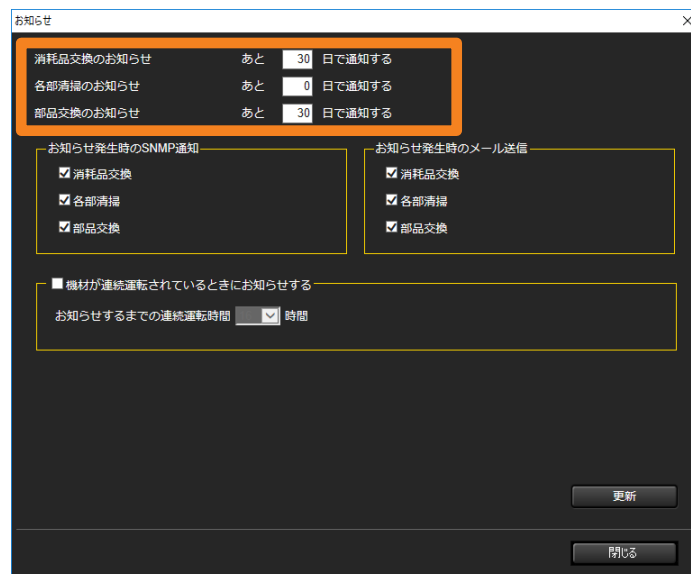 お知らせ
消耗品交換のお知らせ あと 30 日で通知する
各部清掃のお知らせ あと 0 日で通知する
部品交換のお知らせ あと 30 日で通知する
お知らせ発生時のSNMP通知
消耗品交換
各部清掃
部品交換
お知らせ発生時のメール送信
消耗品交換
各部清掃
部品交換
機材が連続運転されているときにお知らせする
お知らせするまでの連続運転時間 時間
更新
閉じる